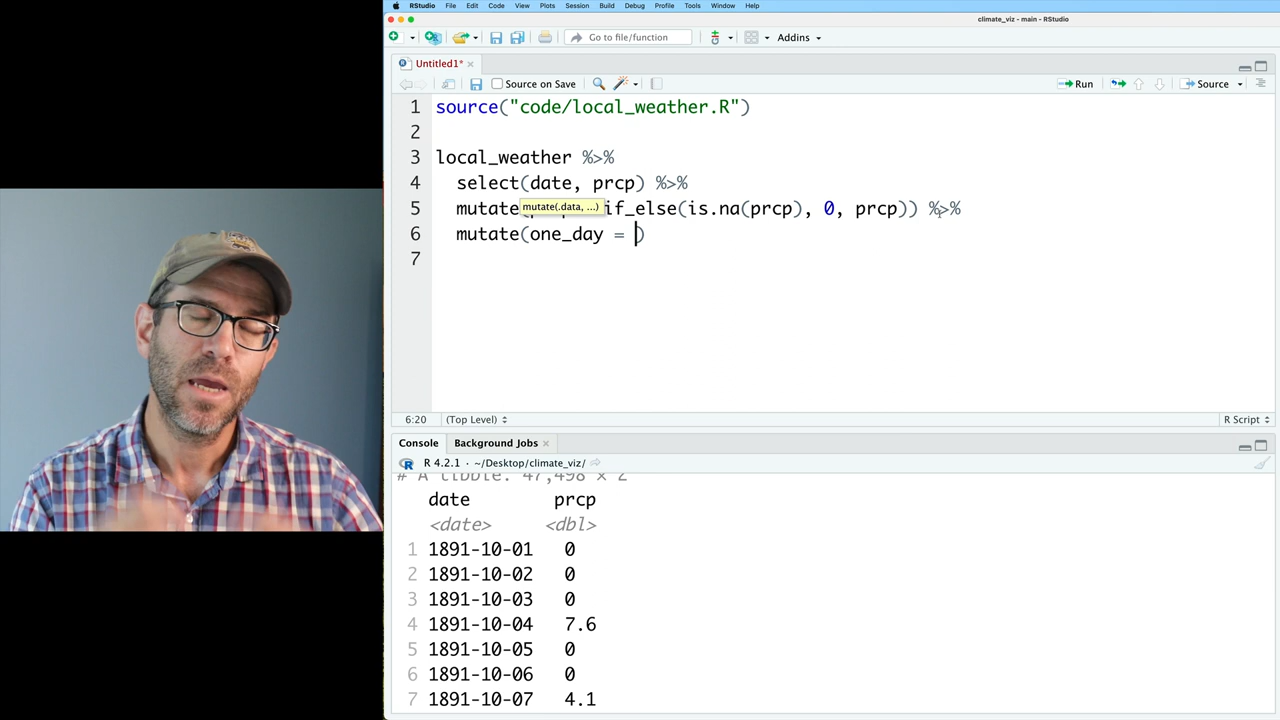 RStudio File Edit Code View Plots Session Build Debug Profile Tools Window Help
climate_viz - main - RStudio
Go to file/function Addins
Untitled1*
Source on Save Run Source
1 source("code/local_weather.R")
2
3 local_weather %>%
4 select(date, prcp) %>%
5 mutate( if_else(is.na(prcp), 0, prcp)) %>%
mutate(.data, ...)
6 mutate(one_day = )
7
6:20 (Top Level) R Script
Console Background Jobs
R 4.2.1 · ~/Desktop/climate_viz/
# A tibble: 47,498 × 2
date prcp
<date> <dbl>
1 1891-10-01 0
2 1891-10-02 0
3 1891-10-03 0
4 1891-10-04 7.6
5 1891-10-05 0
6 1891-10-06 0
7 1891-10-07 4.1